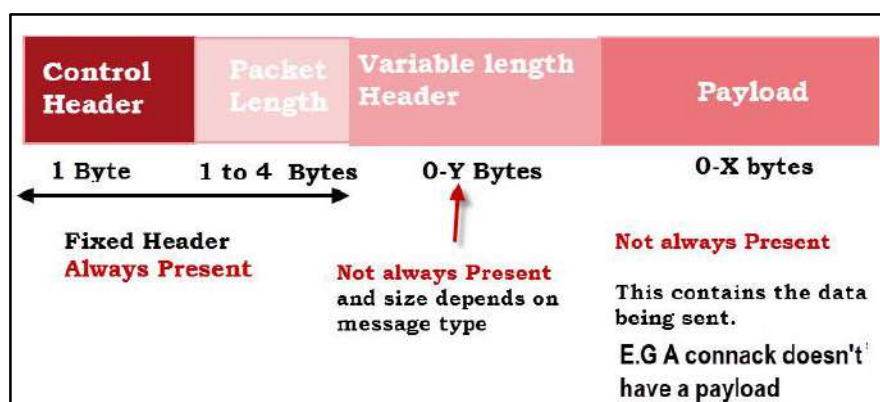 Control
Header
Packet
Length
Variable length
Header
Payload
1 Byte
1 to 4 Bytes
0-Y Bytes
0-X bytes
Fixed Header
Always Present
Not always Present
and size depends on
message type
Not always Present
This contains the data
being sent.
E.G A connack doesn't
have a payload